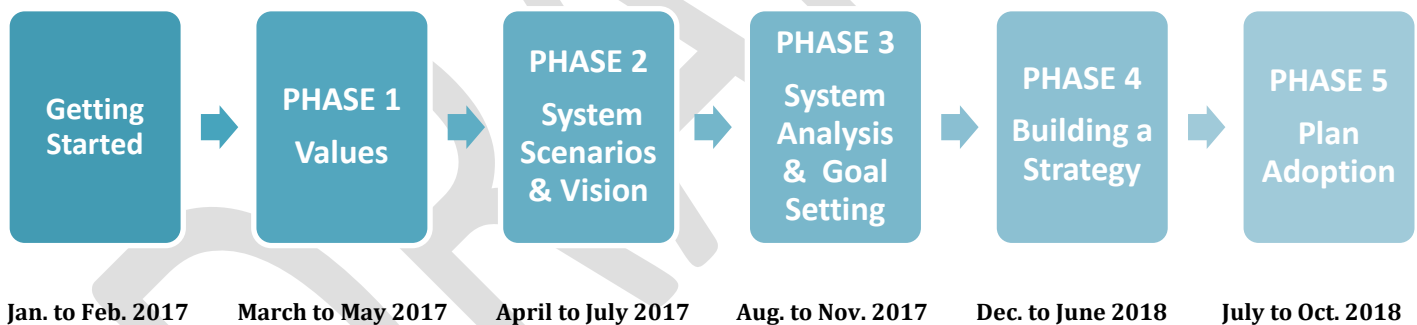 Getting
Started
PHASE 1
Values
PHASE 2
System
Scenarios
& Vision
PHASE 3
System
Analysis
& Goal
Setting
PHASE 4
Building a
Strategy
PHASE 5
Plan
Adoption
Jan. to Feb. 2017
March to May 2017
April to July 2017
Aug. to Nov. 2017
Dec. to June 2018
July to Oct. 2018